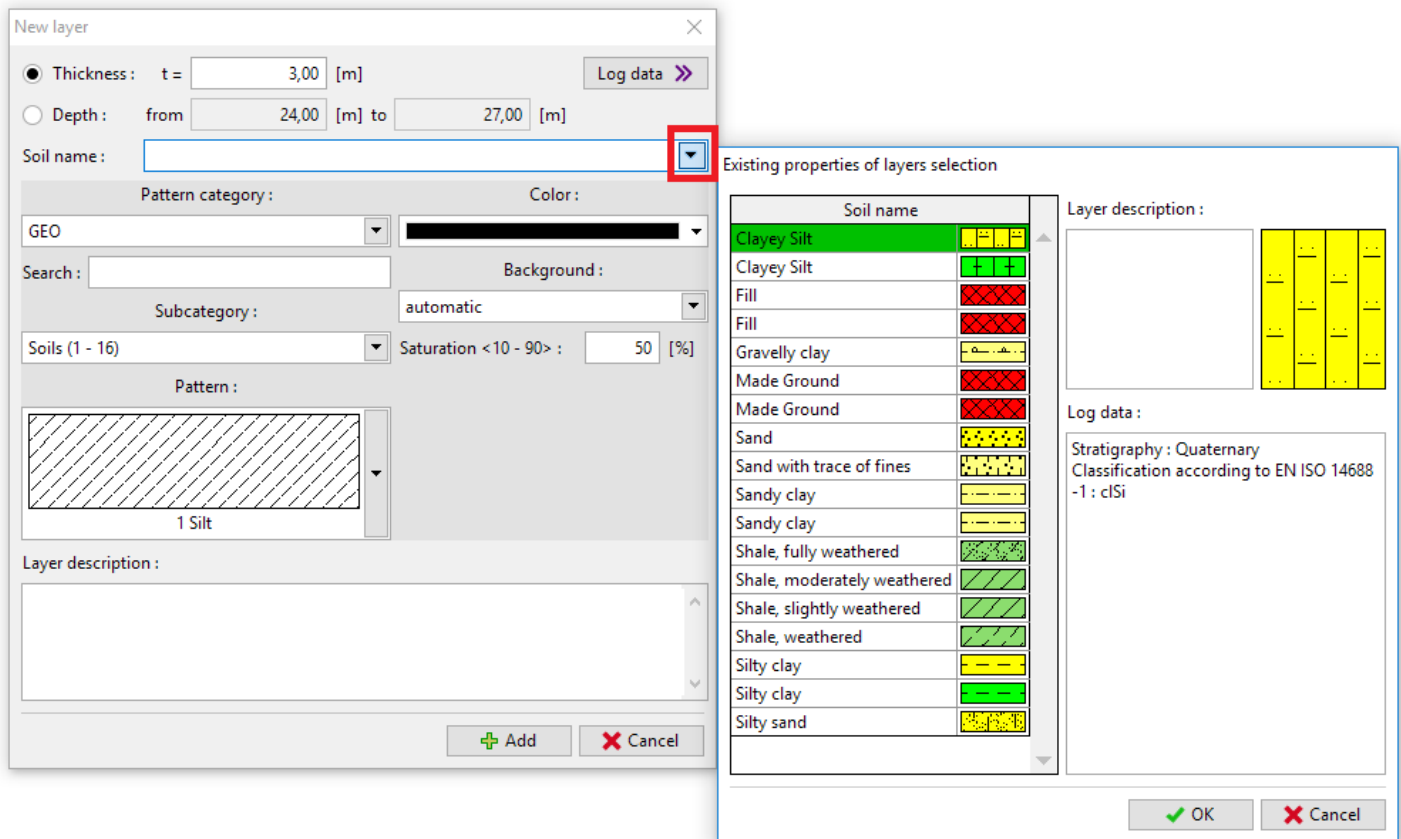 New layer
Thickness : t = 3,00 [m] Log data
Depth : from 24,00 [m] to 27,00 [m]
Soil name :
Pattern category : Color :
GEO
Search : Background :
automatic
Subcategory :
Soils (1 - 16) Saturation <10 - 90> : 50 [%]
Pattern :
1 Silt
Layer description :
Add Cancel
Existing properties of layers selection
Soil name
Clayey Silt
Clayey Silt
Fill
Fill
Gravelly clay
Made Ground
Made Ground
Sand
Sand with trace of fines
Sandy clay
Sandy clay
Shale, fully weathered
Shale, moderately weathered
Shale, slightly weathered
Shale, weathered
Silty clay
Silty clay
Silty sand
Layer description :
Log data :
Stratigraphy : Quaternary
Classification according to EN ISO 14688
-1 : clSi
OK Cancel